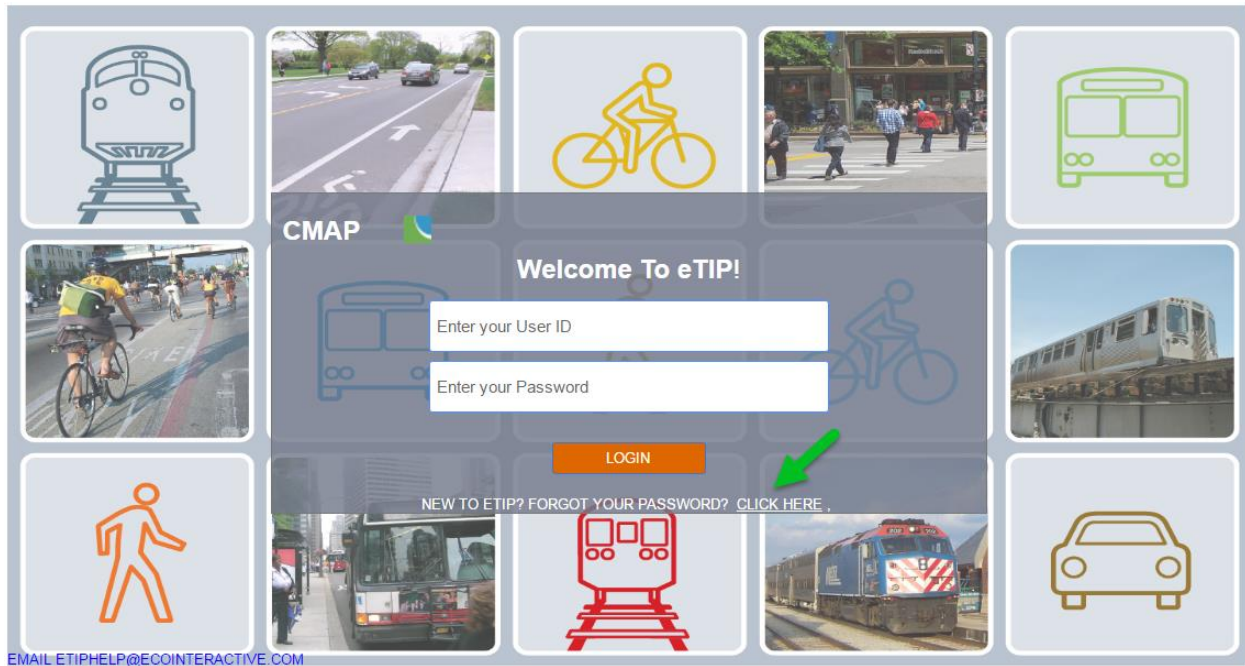 CMAP
Welcome To eTIP!
Enter your User ID
Enter your Password
LOGIN
NEW TO ETIP? FORGOT YOUR PASSWORD? CLICK HERE ,
EMAIL ETIPHELP@ECOINTERACTIVE.COM